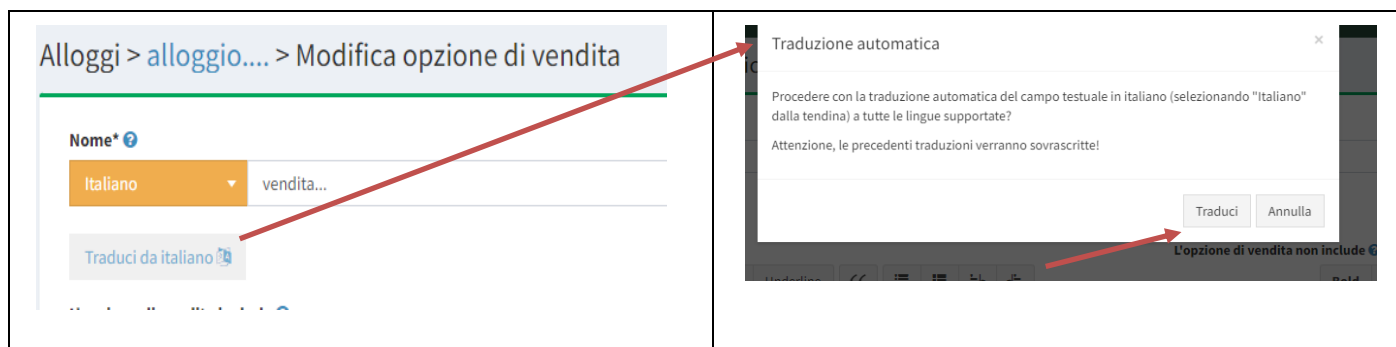 Alloggi > alloggio.... > Modifica opzione di vendita
Nome*
Italiano
vendita...
Traduci da italiano
Traduzione automatica
×
Procedere con la traduzione automatica del campo testuale in italiano (selezionando "Italiano"
dalla tendina) a tutte le lingue supportate?
Attenzione, le precedenti traduzioni verranno sovrascritte!
Traduci
Annulla
L'opzione di vendita non include
Underline
Bold